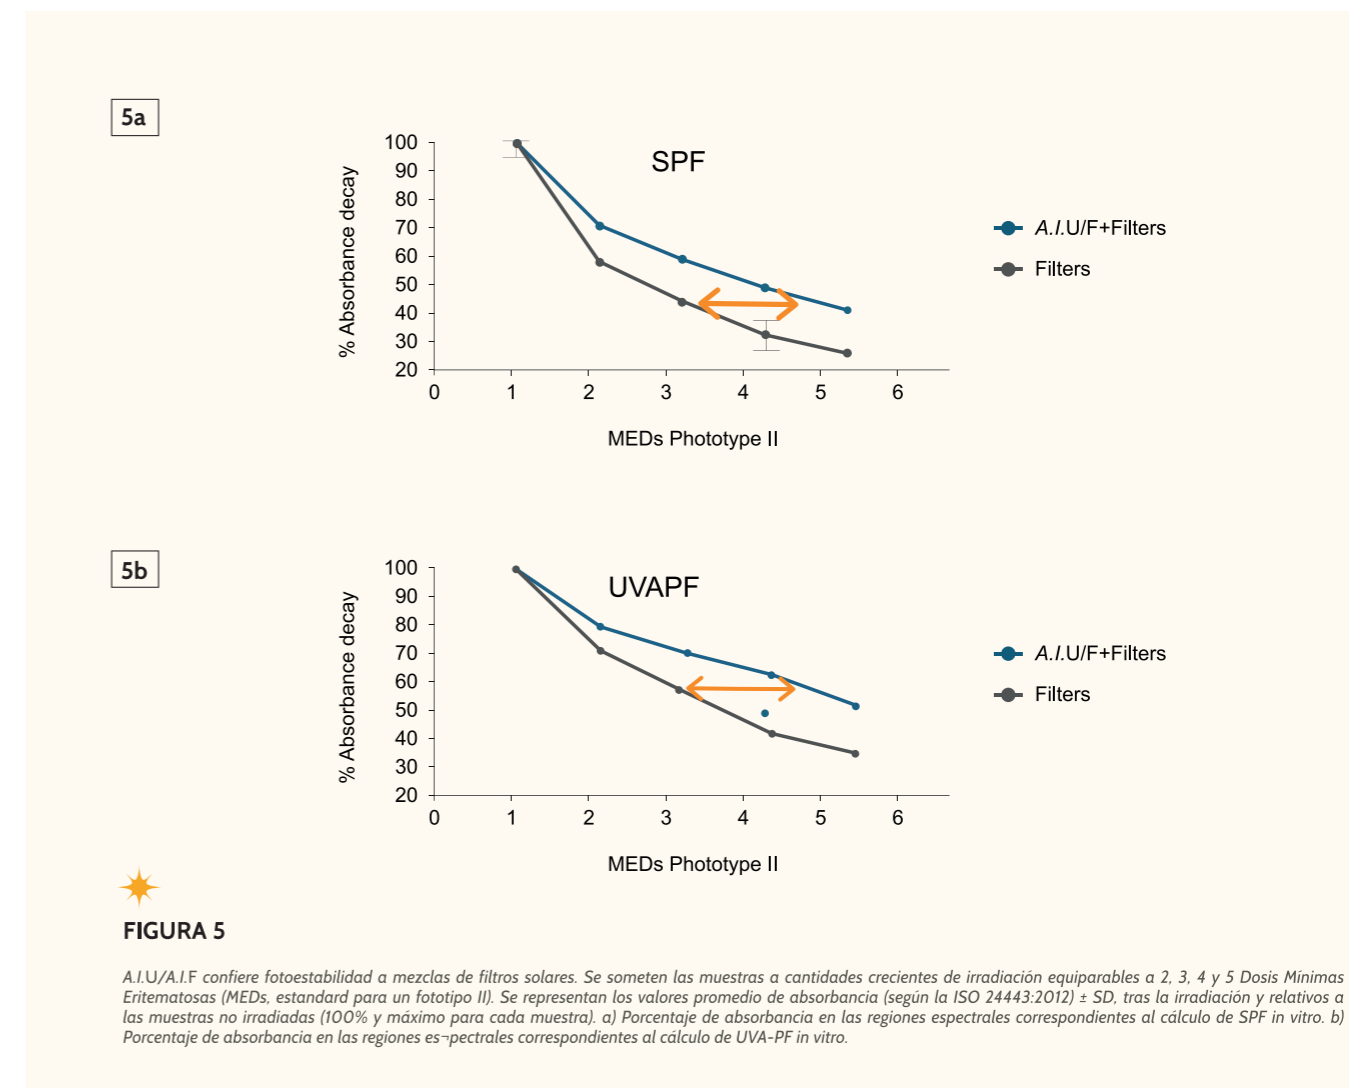 5a
SPF
% Absorbance decay
100
90
80
70
60
50
40
30
20
0 1 2 3 4 5 6
MEDs Phototype II
A.I.U/F+Filters
Filters
5b
UVAPF
% Absorbance decay
100
90
80
70
60
50
40
30
20
0 1 2 3 4 5 6
MEDs Phototype II
A.I.U/F+Filters
Filters
FIGURA 5
A.I.U/A.I.F confiere fotoestabilidad a mezclas de filtros solares. Se someten las muestras a cantidades crecientes de irradiación equiparables a 2, 3, 4 y 5 Dosis Mínimas
Eritematosas (MEDs, estandard para un fototipo II). Se representan los valores promedio de absorbancia (según la ISO 24443:2012) ± SD, tras la irradiación y relativos a
las muestras no irradiadas (100% y máximo para cada muestra). a) Porcentaje de absorbancia en las regiones espectrales correspondientes al cálculo de SPF in vitro. b)
Porcentaje de absorbancia en las regiones es¬pectrales correspondientes al cálculo de UVA-PF in vitro.